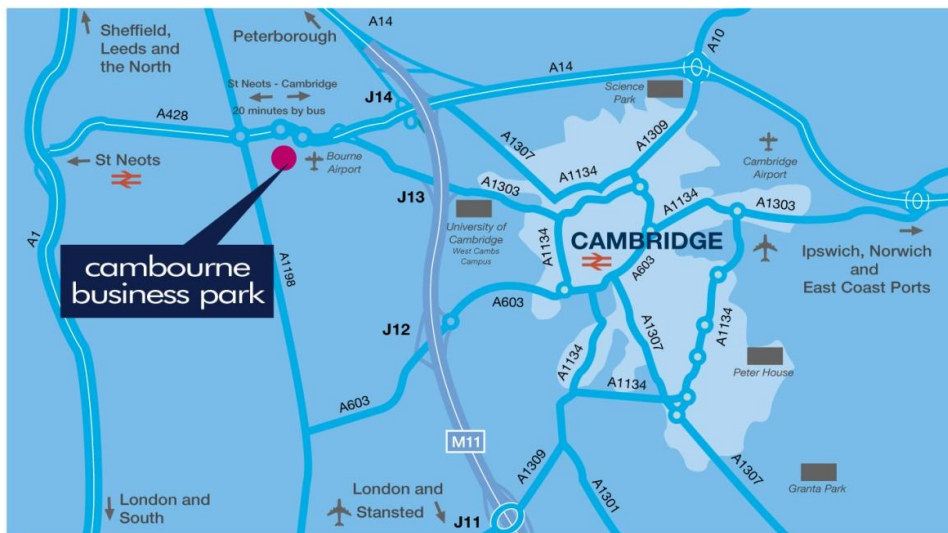 Sheffield,
Leeds and
the North
Peterborough
A14
A10
St Neots - Cambridge
20 minutes by bus
J14
A14
Science
Park
A428
A1307
A1309
St Neots
Bourne
Airport
A1134
Cambridge
Airport
J13
A1303
University of
Cambridge
West Cambs
Campus
A1134
A1134
A1303
CAMBRIDGE
A1
A603
Ipswich, Norwich
and
East Coast Ports
cambourne
business park
A1198
A603
J12
A1307
A1134
A1134
Peter House
A1134
A603
M11
A1309
A1301
A1307
Granta Park
London and
South
London and
Stansted
J11